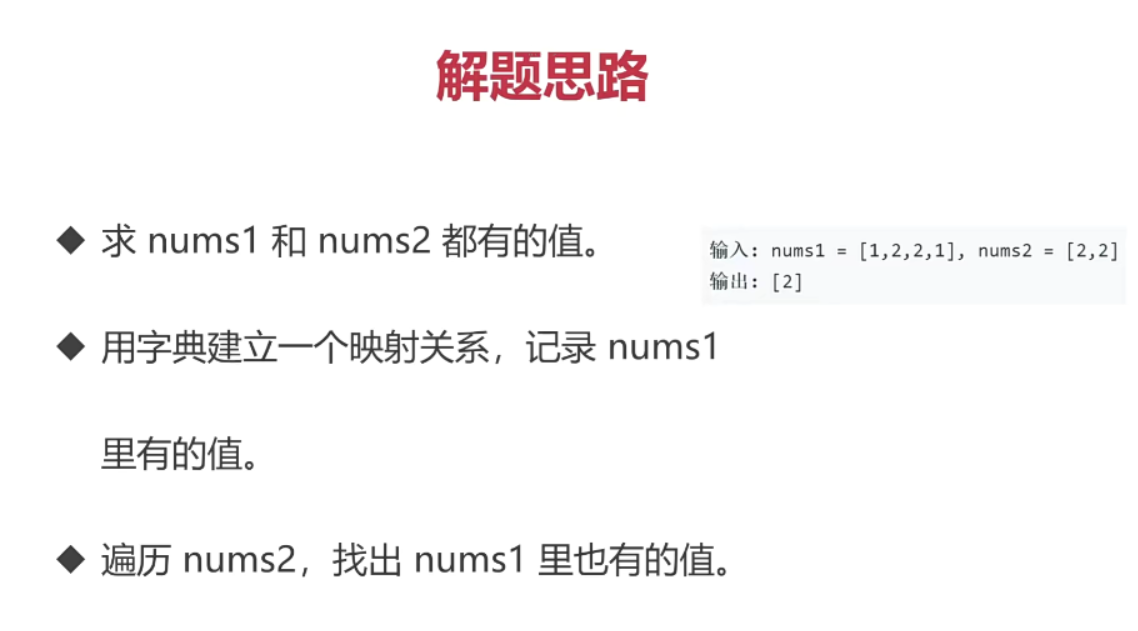 解题思路
◆ 求 nums1 和 nums2 都有的值。
输入: nums1 = [1,2,2,1], nums2 = [2,2]
输出: [2]
◆ 用字典建立一个映射关系，记录 nums1
里有的值。
◆ 遍历 nums2，找出 nums1 里也有的值。